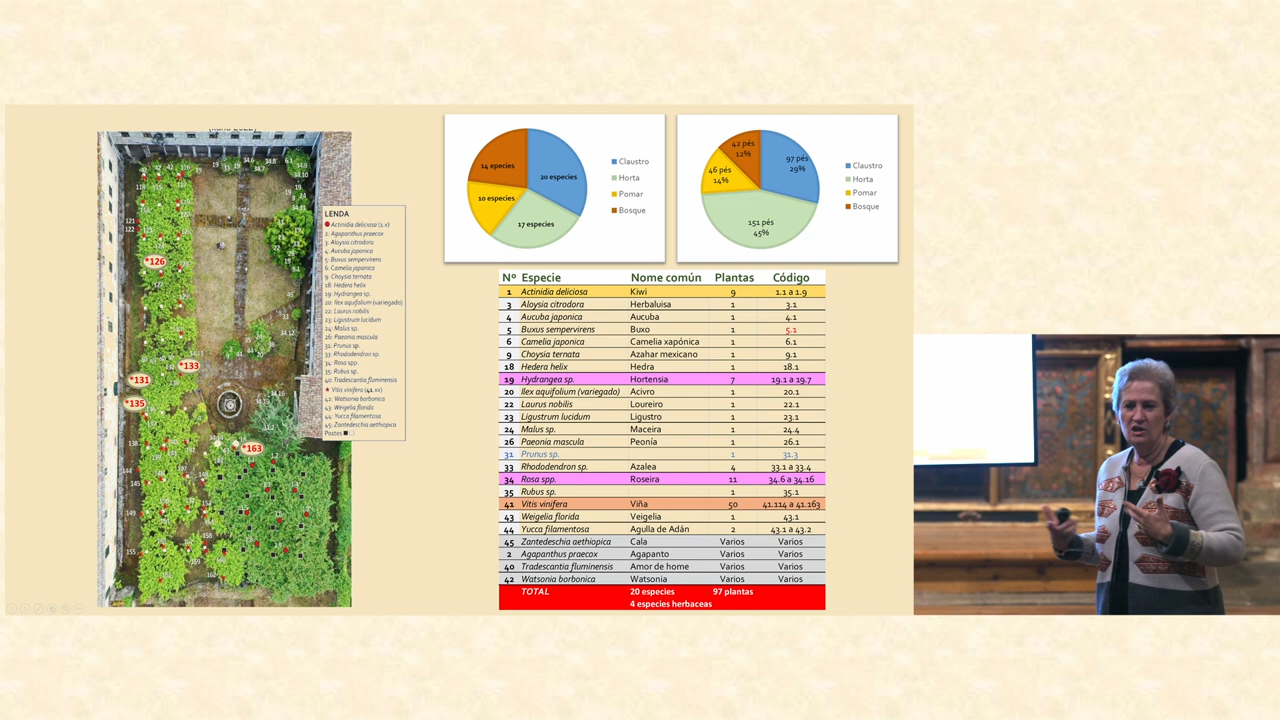 LENDA
Actinidia deliciosa (1.x)
2: Agapanthus praecox
3: Aloysia citrodora
4: Aucuba japonica
5: Buxus sempervirens
6: Camelia japonica
9: Choysia ternata
18: Hedera helix
19: Hydrangea sp.
20: Ilex aquifolium (variegado)
22: Laurus nobilis
23: Ligustrum lucidum
24: Malus sp.
26: Paeonia mascula
31: Prunus sp.
33: Rhododendron sp.
34: Rosa spp.
35: Rubus sp.
40: Tradescantia fluminensis
Vitis vinifera (41.xx)
42: Watsonia borbonica
43: Weigelia florida
44: Yucca filamentosa
45: Zantedeschia aethiopica
Postes
*126
*133
*131
*135
*163
14 especies
20 especies
10 especies
17 especies
Claustro
Horta
Pomar
Bosque
42 pés
12%
97 pés
29%
46 pés
14%
151 pés
45%
Claustro
Horta
Pomar
Bosque
Nº Especie Nome común Plantas Código
1 Actinidia deliciosa Kiwi 9 1.1 a 1.9
3 Aloysia citrodora Herbaluisa 1 3.1
4 Aucuba japonica Aucuba 1 4.1
5 Buxus sempervirens Buxo 1 5.1
6 Camelia japonica Camelia xapónica 1 6.1
9 Choysia ternata Azahar mexicano 1 9.1
18 Hedera helix Hedra 1 18.1
19 Hydrangea sp. Hortensia 7 19.1 a 19.7
20 Ilex aquifolium (variegado) Acivro 1 20.1
22 Laurus nobilis Loureiro 1 22.1
23 Ligustrum lucidum Ligustro 1 23.1
24 Malus sp. Maceira 1 24.4
26 Paeonia mascula Peonía 1 26.1
31 Prunus sp. 1 31.3
33 Rhododendron sp. Azalea 4 33.1 a 33.4
34 Rosa spp. Roseira 11 34.6 a 34.16
35 Rubus sp. 1 35.1
41 Vitis vinifera Viña 50 41.114 a 41.163
43 Weigelia florida Veigelia 1 43.1
44 Yucca filamentosa Agulla de Adán 2 43.1 a 43.2
45 Zantedeschia aethiopica Cala Varios Varios
2 Agapanthus praecox Agapanto Varios Varios
40 Tradescantia fluminensis Amor de home Varios Varios
42 Watsonia borbonica Watsonia Varios Varios
TOTAL 20 especies 97 plantas
4 especies herbaceas